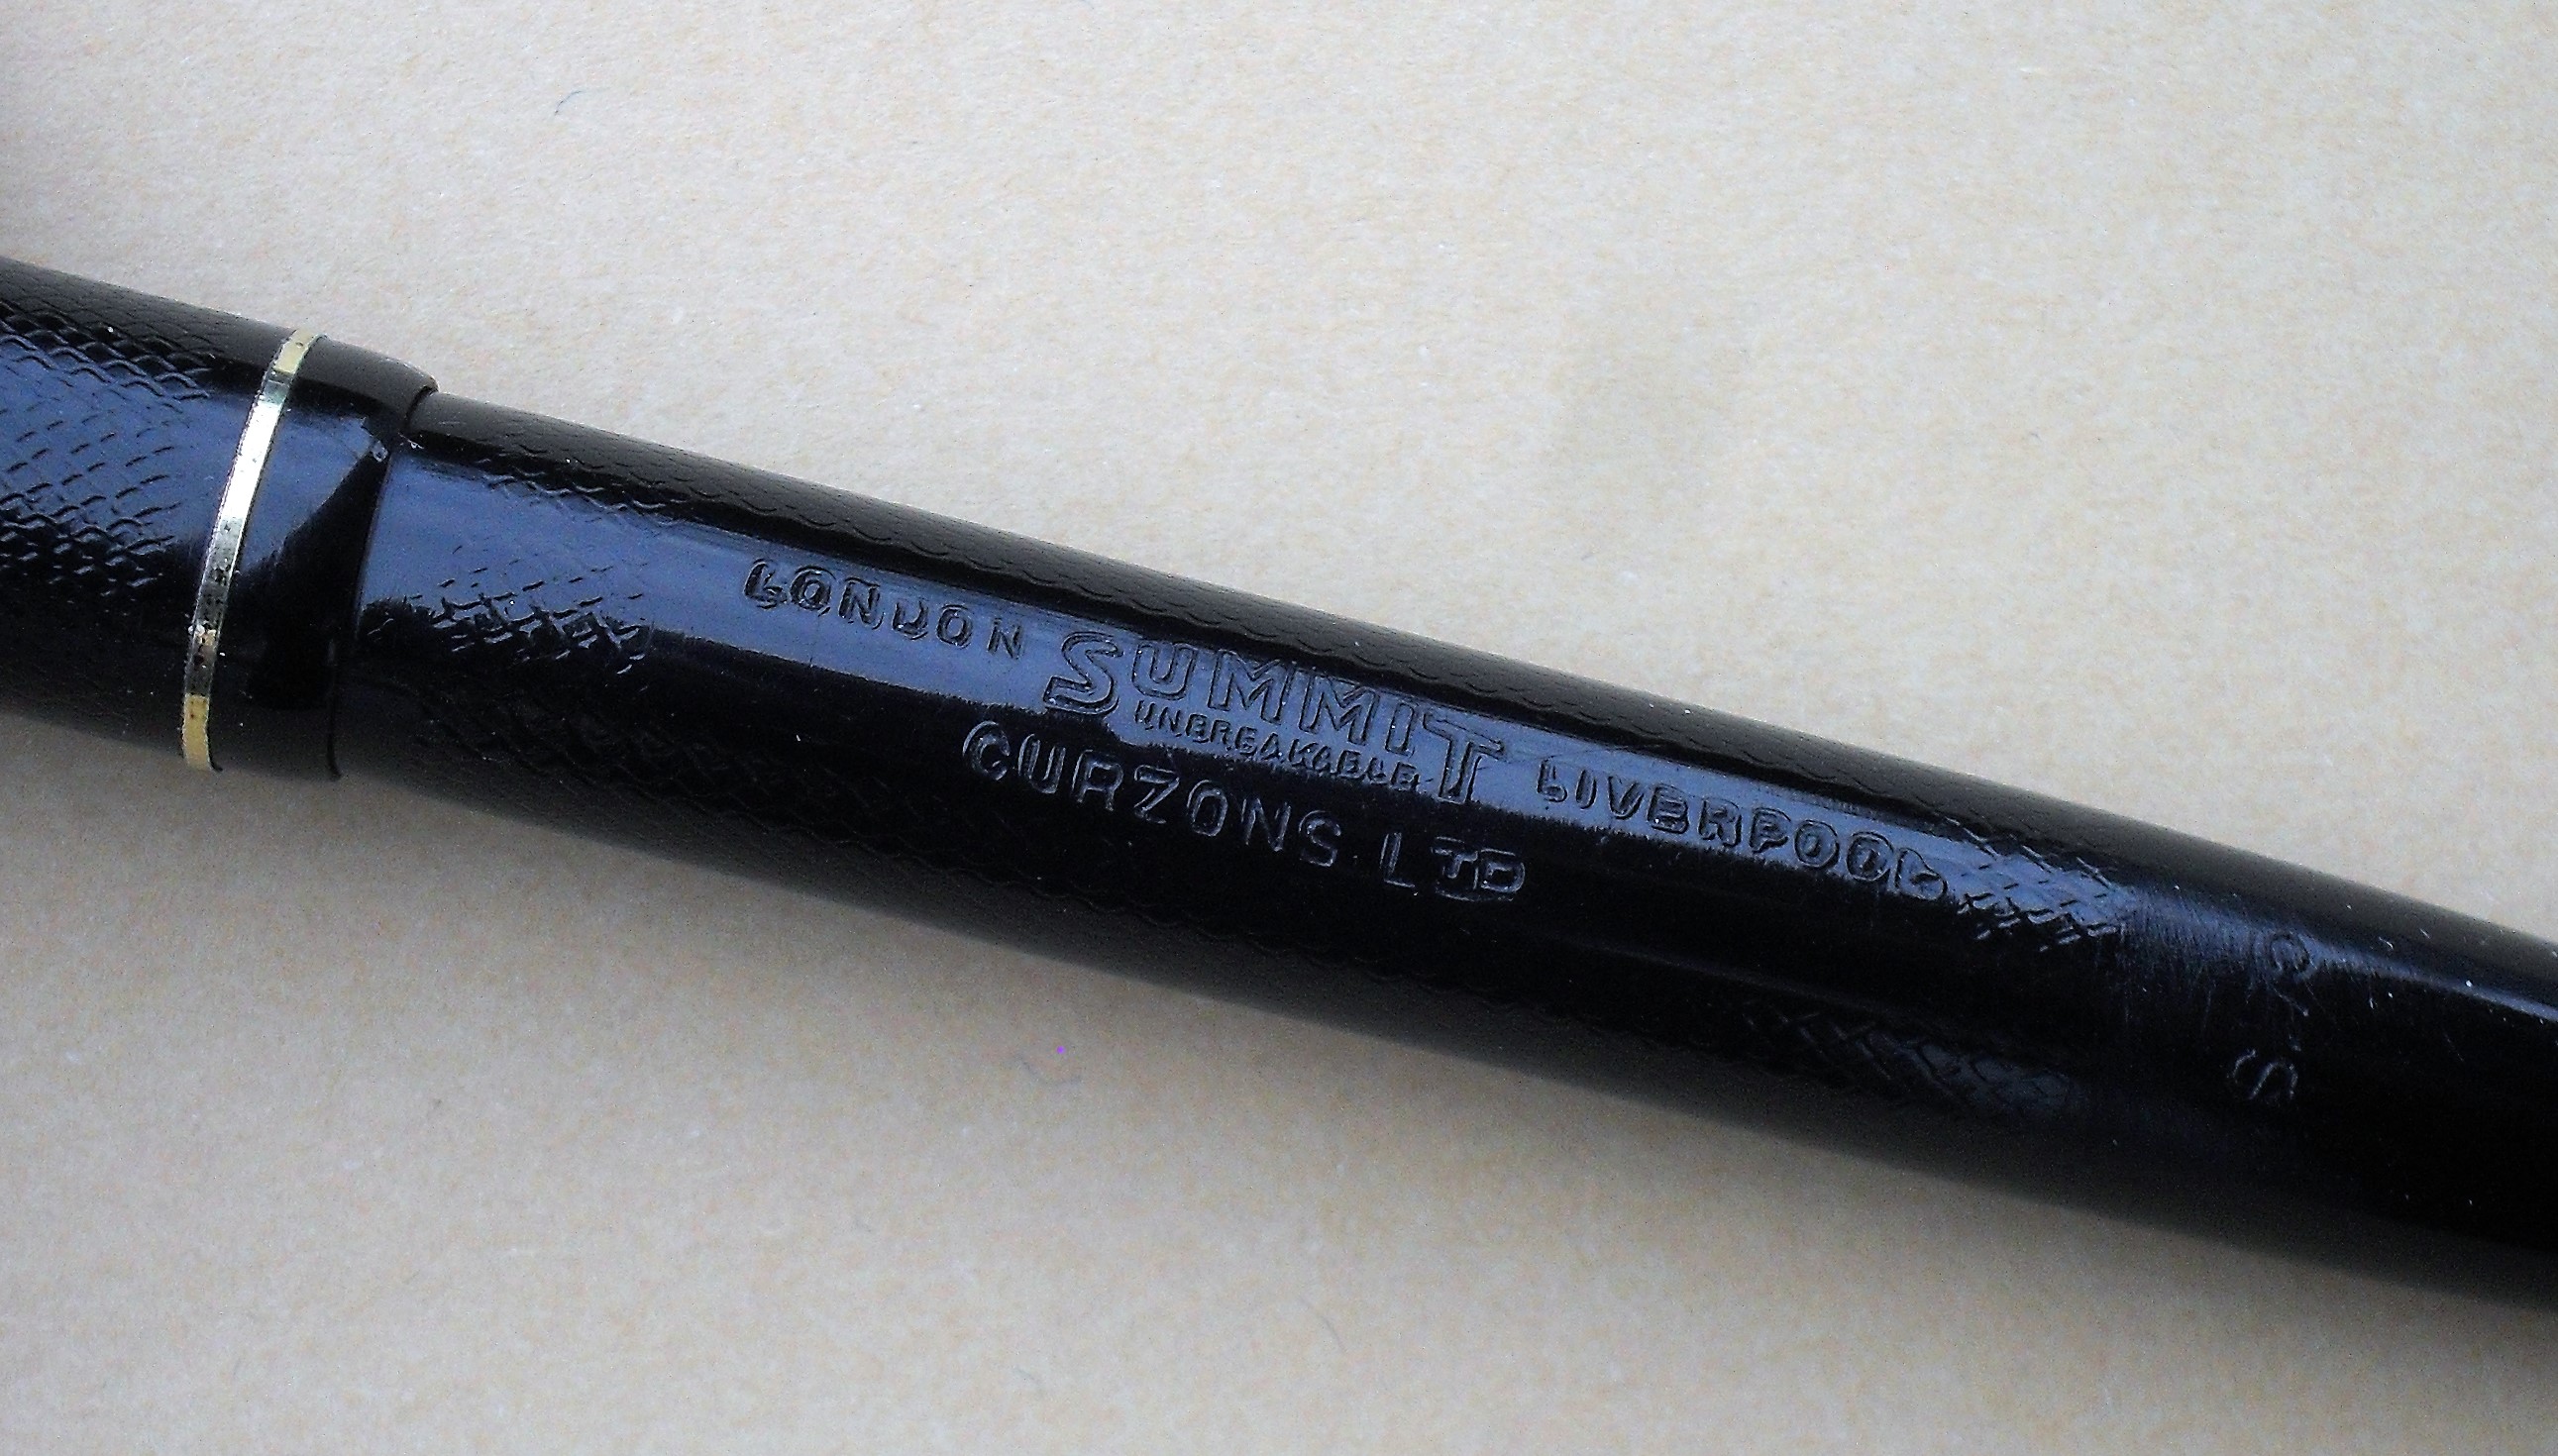 LONDON SUMMIT LIVERPOOL
UNBREAKABLE
CURZONS LTD